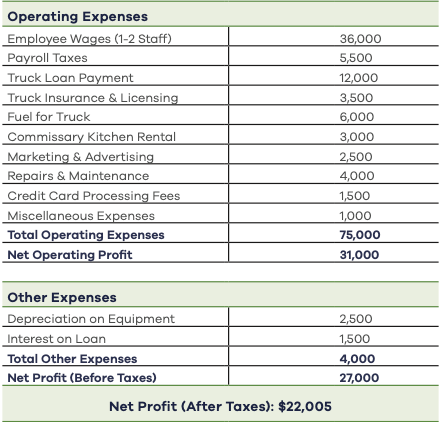 Operating Expenses
Employee Wages (1-2 Staff) 36,000
Payroll Taxes 5,500
Truck Loan Payment 12,000
Truck Insurance & Licensing 3,500
Fuel for Truck 6,000
Commissary Kitchen Rental 3,000
Marketing & Advertising 2,500
Repairs & Maintenance 4,000
Credit Card Processing Fees 1,500
Miscellaneous Expenses 1,000
Total Operating Expenses 75,000
Net Operating Profit 31,000
Other Expenses
Depreciation on Equipment 2,500
Interest on Loan 1,500
Total Other Expenses 4,000
Net Profit (Before Taxes) 27,000
Net Profit (After Taxes): $22,005